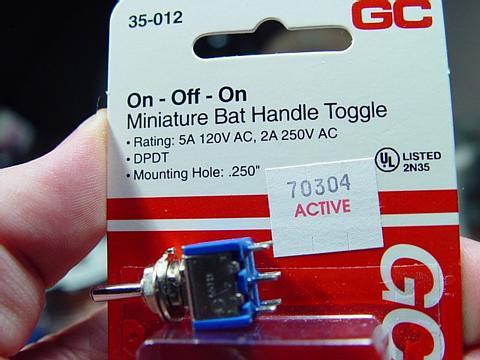 35-012
GC
On - Off - On
Miniature Bat Handle Toggle
• Rating: 5A 120V AC, 2A 250V AC
• DPDT
• Mounting Hole: .250"
UL LISTED
2N35
70304
ACTIVE
GC